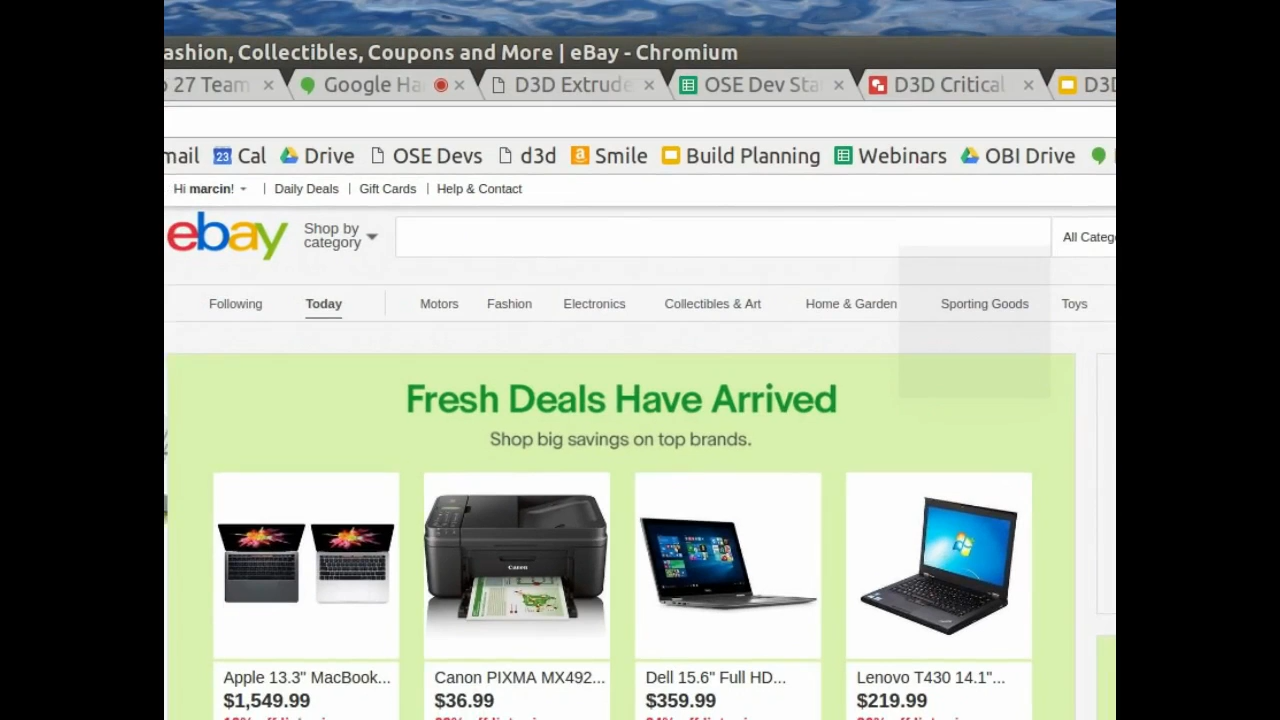 ashion, Collectibles, Coupons and More | eBay - Chromium
27 Team Google Ha D3D Extrude OSE Dev Sta D3D Critical D3D
mail 23 Cal Drive OSE Devs d3d a Smile Build Planning Webinars OBI Drive
Hi marcin! Daily Deals Gift Cards Help & Contact
ebay Shop by category All Categ
Following Today Motors Fashion Electronics Collectibles & Art Home & Garden Sporting Goods Toys
Fresh Deals Have Arrived
Shop big savings on top brands.
Canon
Apple 13.3" MacBook... Canon PIXMA MX492... Dell 15.6" Full HD... Lenovo T430 14.1"...
$1,549.99 $36.99 $359.99 $219.99